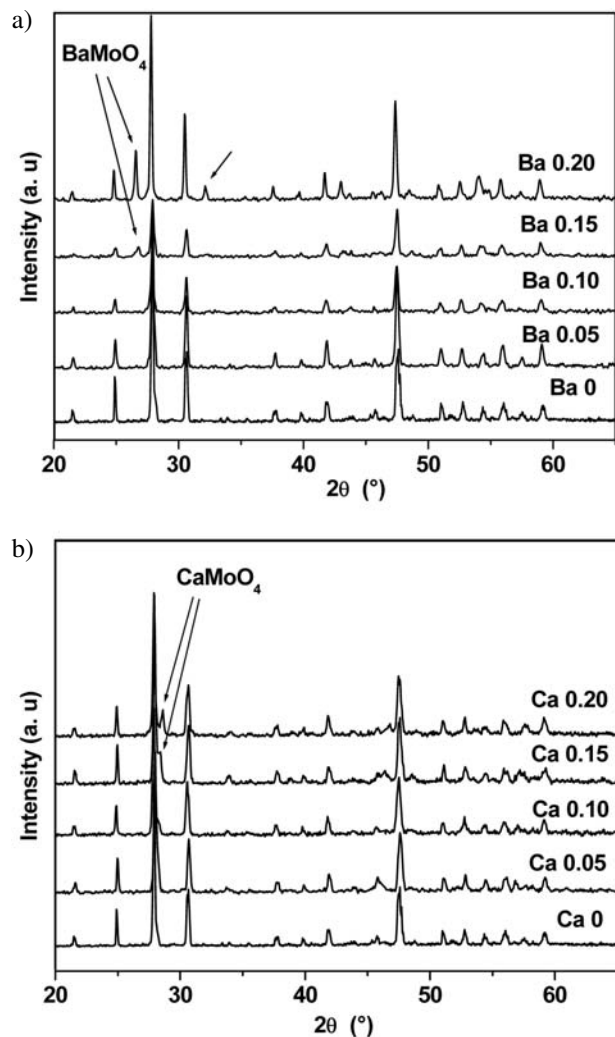 a)
BaMoO₄
Ba 0.20
Ba 0.15
Ba 0.10
Ba 0.05
Ba 0
Intensity (a. u)
20 30 40 50 60
2θ (°)
b)
CaMoO₄
Ca 0.20
Ca 0.15
Ca 0.10
Ca 0.05
Ca 0
Intensity (a. u)
20 30 40 50 60
2θ (°)